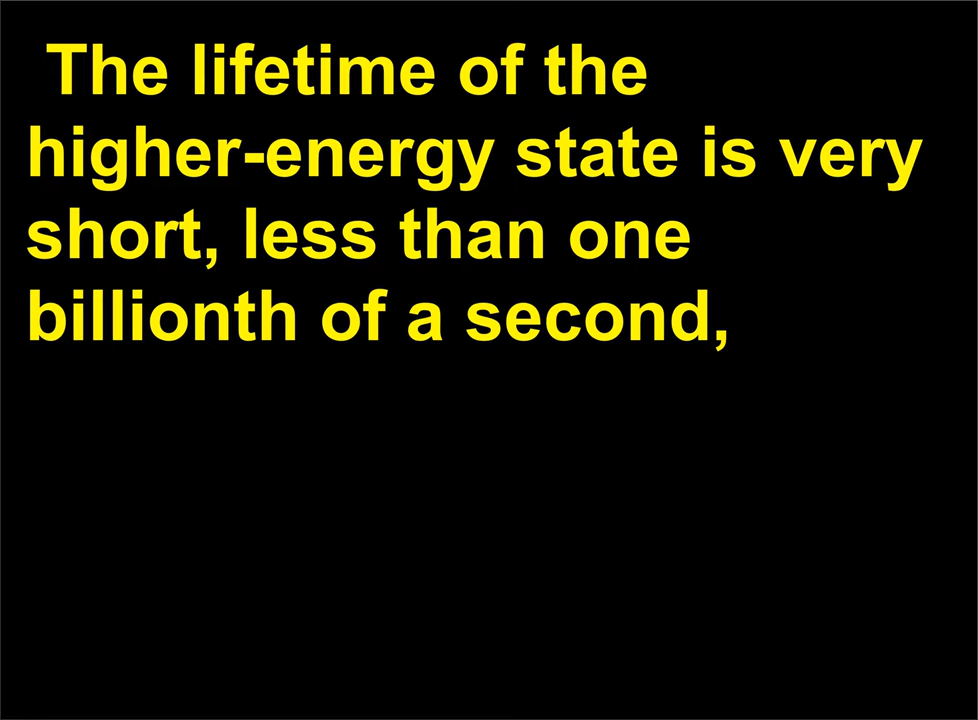 The lifetime of the
higher-energy state is very
short, less than one
billionth of a second,